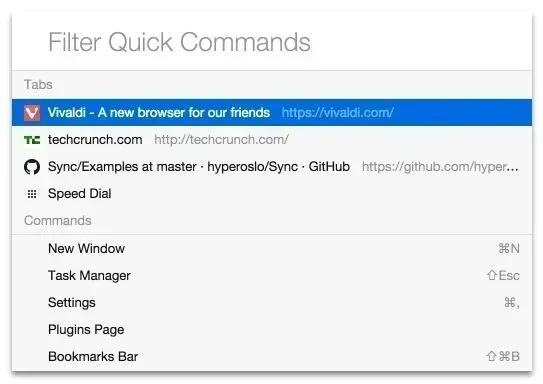 Filter Quick Commands
Tabs
Vivaldi - A new browser for our friends https://vivaldi.com/
techcrunch.com http://techcrunch.com/
Sync/Examples at master · hyperoslo/Sync · GitHub https://github.com/hyper...
Speed Dial
Commands
New Window ⌘N
Task Manager ⇧Esc
Settings ⌘,
Plugins Page
Bookmarks Bar ⇧⌘B